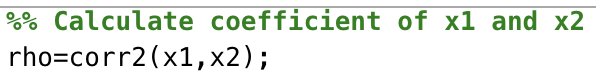 %% Calculate coefficient of x1 and x2
rho=corr2(x1,x2);